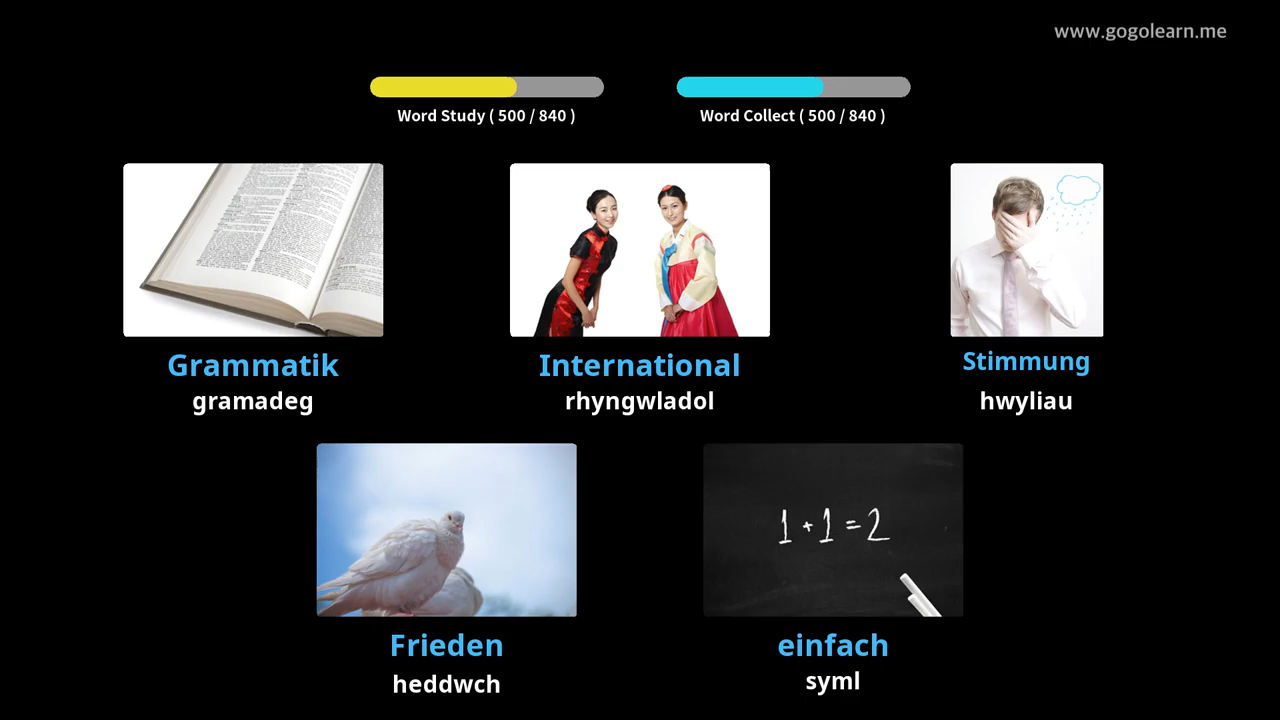 www.gogolearn.me
Word Study ( 500 / 840 )
Word Collect ( 500 / 840 )
Grammatik
gramadeg
International
rhyngwladol
Stimmung
hwyliau
1 + 1 = 2
Frieden
heddwch
einfach
syml